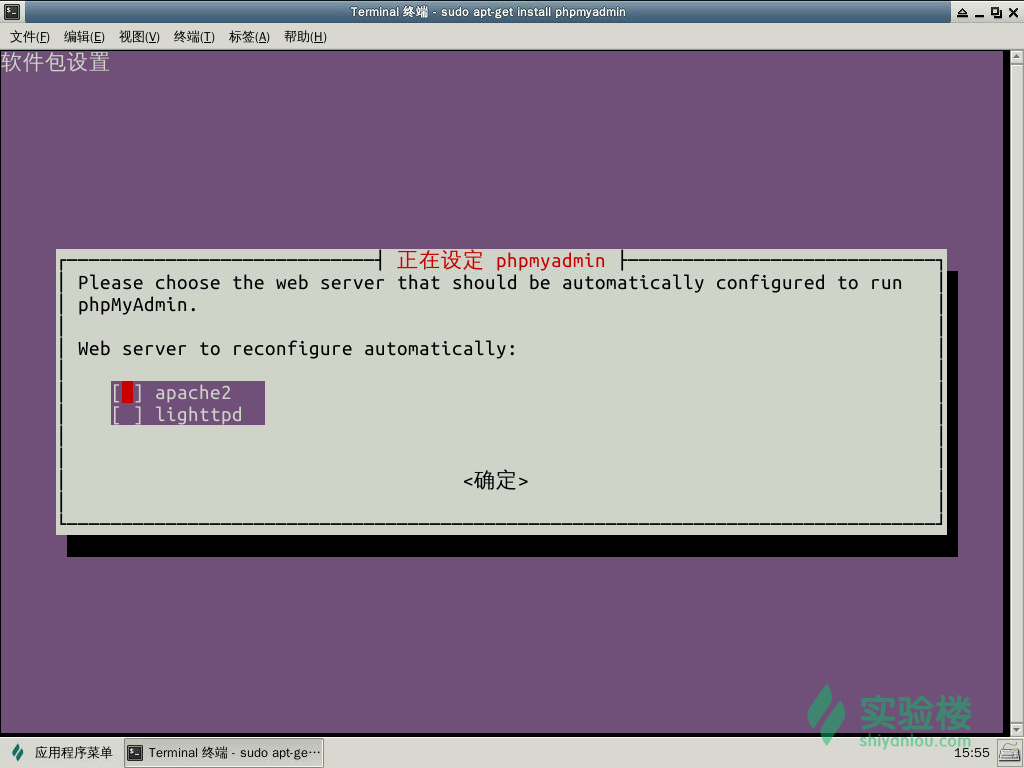 Terminal 终端 - sudo apt-get install phpmyadmin
文件(F) 编辑(E) 视图(V) 终端(T) 标签(A) 帮助(H)
软件包设置
正在设定 phpmyadmin
Please choose the web server that should be automatically configured to run
phpMyAdmin.
Web server to reconfigure automatically:
[ ] apache2
[ ] lighttpd
<确定>
实验楼
shiyanlou.com
应用程序菜单 Terminal 终端 - sudo apt-ge… 15:55